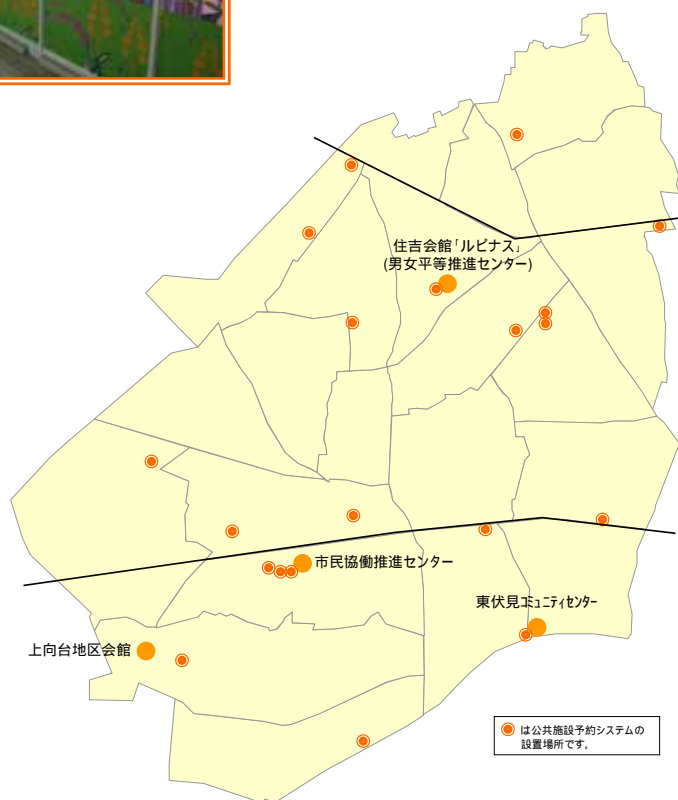 住吉会館「ルピナス」
(男女平等推進センター)
市民協働推進センター
東伏見コミュニティセンター
上向台地区会館
は公共施設予約システムの
設置場所です。